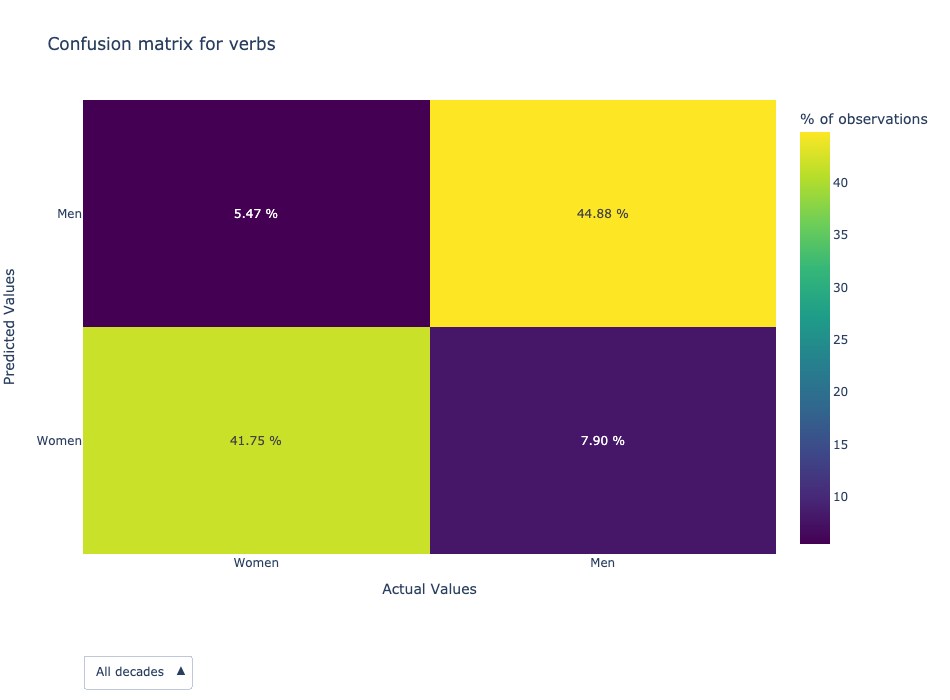 Confusion matrix for verbs
% of observations
Men
5.47 %
44.88 %
Women
41.75 %
7.90 %
40
35
30
25
20
15
10
Predicted Values
Women
Men
Actual Values
All decades ▲